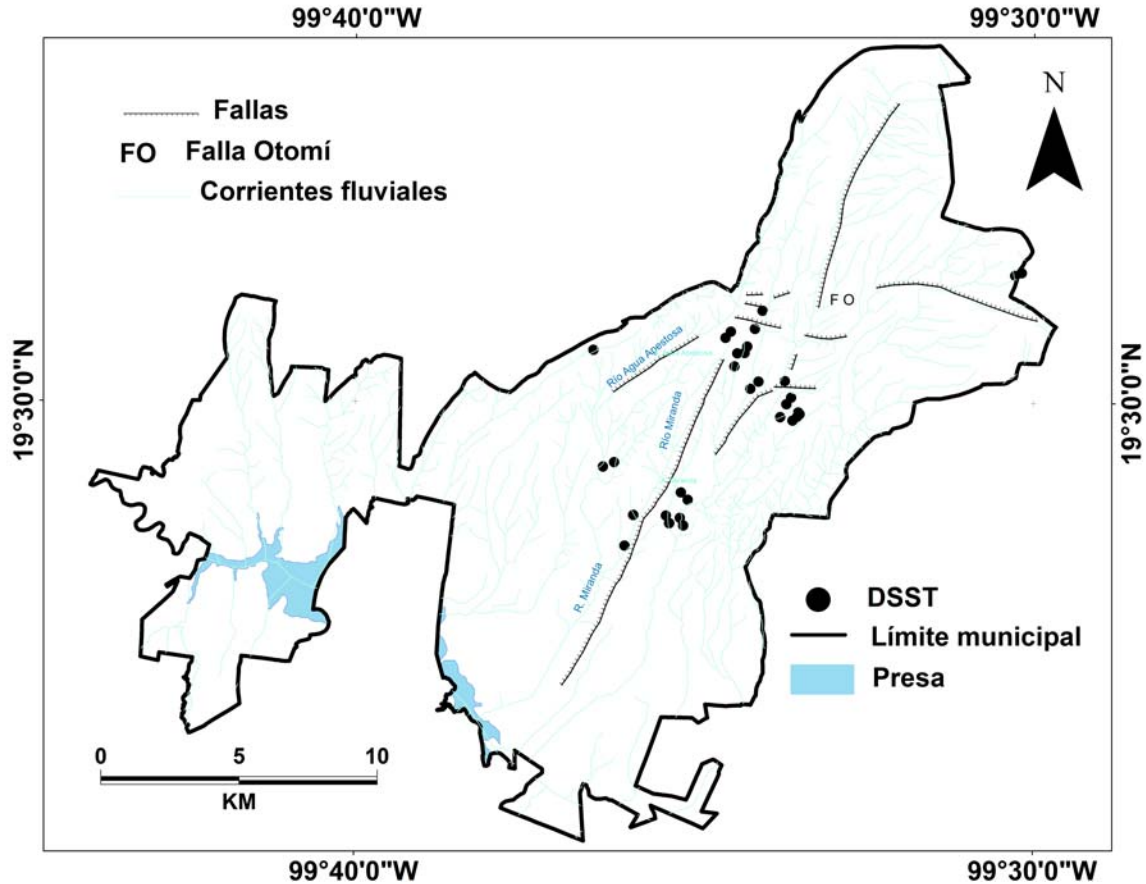 99°40'0"W
99°30'0"W
Fallas
FO Falla Otomí
Corrientes fluviales
N
F O
Río Agua Apestosa
19°30'0"N
19°30'0"N
Río Miranda
R. Miranda
DSST
Límite municipal
Presa
0 5 10
KM
99°40'0"W
99°30'0"W